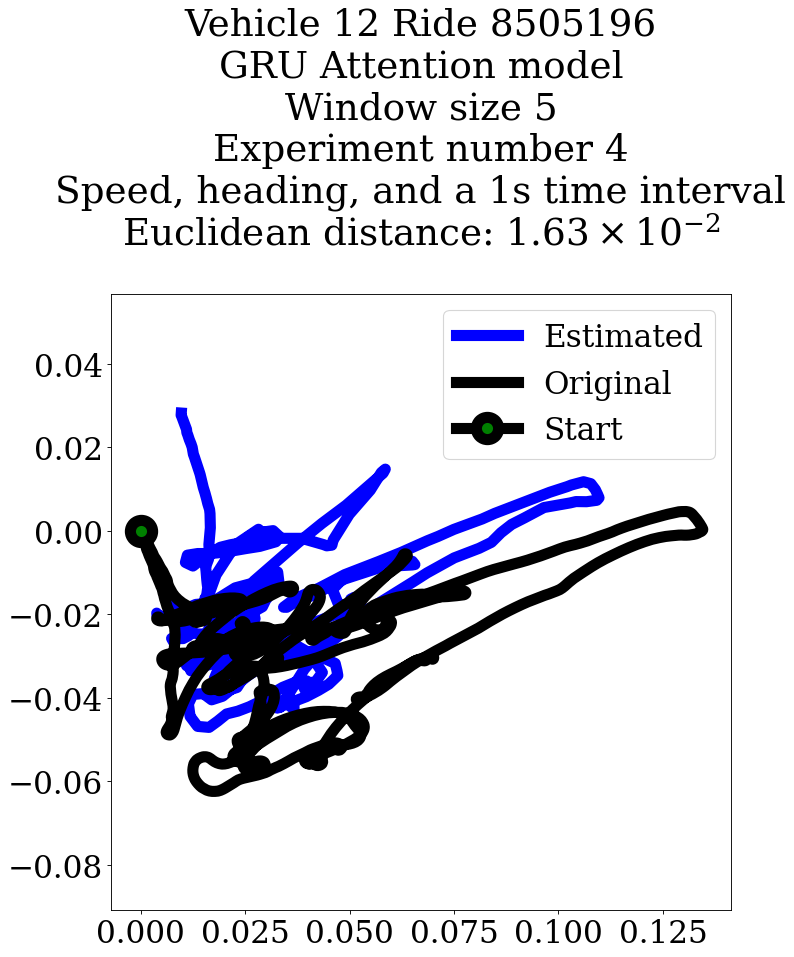 Vehicle 12 Ride 8505196
GRU Attention model
Window size 5
Experiment number 4
Speed, heading, and a 1s time interval
Euclidean distance: 1.63 × 10⁻²
Estimated
Original
Start
0.04
0.02
0.00
−0.02
−0.04
−0.06
−0.08
0.000 0.025 0.050 0.075 0.100 0.125